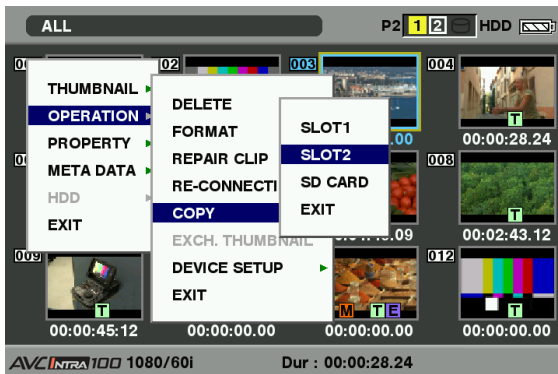 ALL P2 1 2 HDD
02 003 004
THUMBNAIL
OPERATION
PROPERTY
META DATA
HDD
EXIT
DELETE
FORMAT
REPAIR CLIP
RE-CONNECTI
COPY
EXCH. THUMBNAIL
DEVICE SETUP
EXIT
SLOT1
SLOT2
SD CARD
EXIT
.00 T 00:00:28.24
008
.09 T 00:02:43.12
009 012
T M T E T
00:00:45:12 00:00:00.00 00:00:00.00 00:00:00.00
AVC INTRA 100 1080/60i Dur : 00:00:28.24